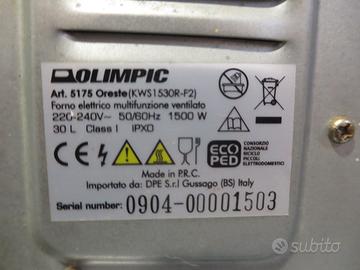 DOLIMPIC
Art. 5175 Oreste(KWS1530R-F2)
Forno elettrico multifunzione ventilato
220-240V~ 50/60Hz 1500 W
30 L Class I IPX0
CE
ECO
PED
CONSORZIO
NAZIONALE
RICICLO
PICCOLI
ELETTRODOMESTICI
Made in P.R.C.
Importato da: DPE S.r.l Gussago (BS) Italy
Serial number: 0904-00001503
subito